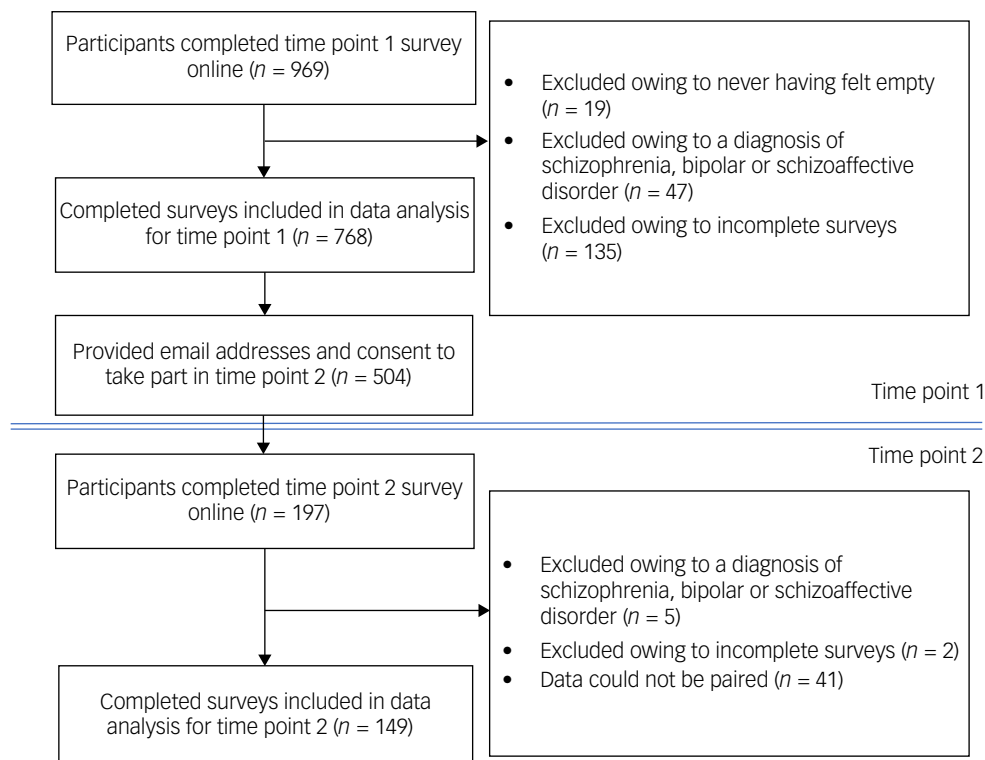 Participants completed time point 1 survey
online (n = 969)
• Excluded owing to never having felt empty
(n = 19)
• Excluded owing to a diagnosis of
schizophrenia, bipolar or schizoaffective
disorder (n = 47)
• Excluded owing to incomplete surveys
(n = 135)
Completed surveys included in data analysis
for time point 1 (n = 768)
Provided email addresses and consent to
take part in time point 2 (n = 504)
Time point 1
Time point 2
Participants completed time point 2 survey
online (n = 197)
• Excluded owing to a diagnosis of
schizophrenia, bipolar or schizoaffective
disorder (n = 5)
• Excluded owing to incomplete surveys (n = 2)
• Data could not be paired (n = 41)
Completed surveys included in data
analysis for time point 2 (n = 149)